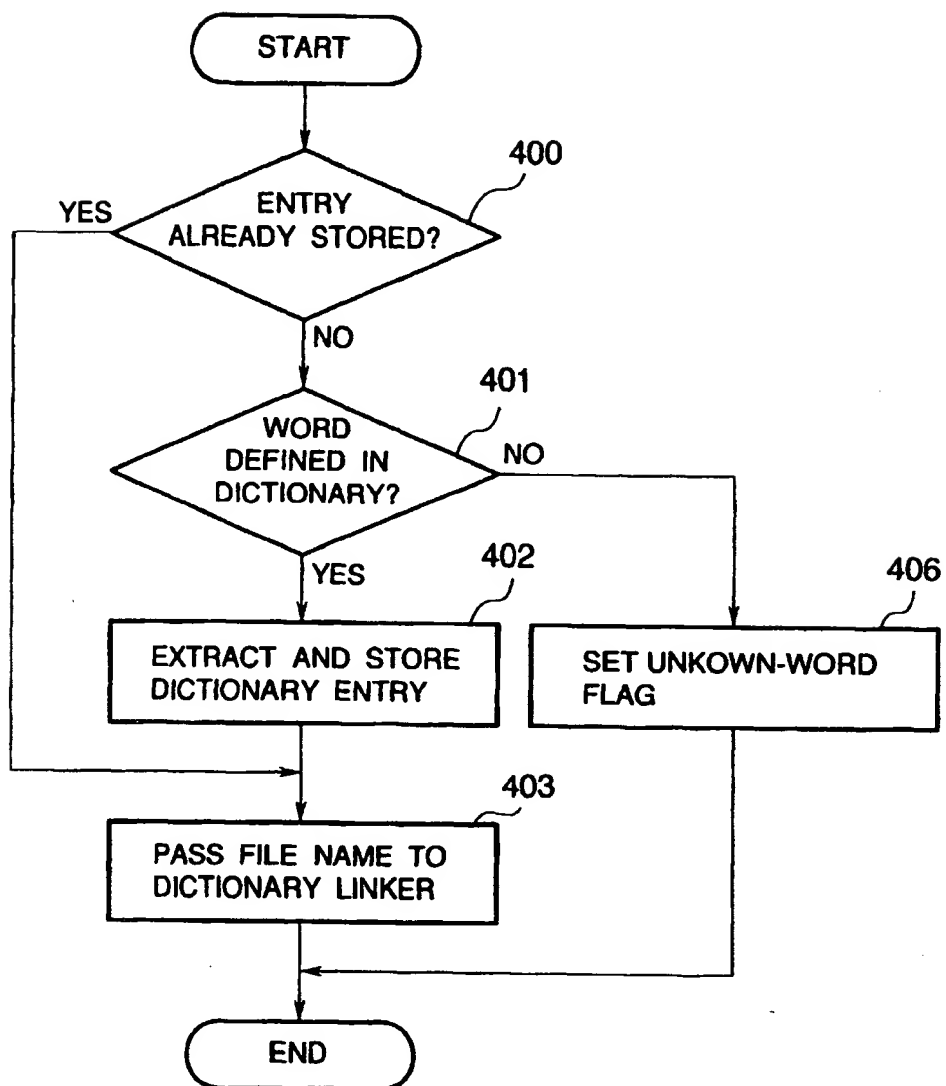 START
400
ENTRY
ALREADY STORED?
YES
NO
401
WORD
DEFINED IN
DICTIONARY?
NO
YES
402
EXTRACT AND STORE
DICTIONARY ENTRY
406
SET UNKOWN-WORD
FLAG
403
PASS FILE NAME TO
DICTIONARY LINKER
END